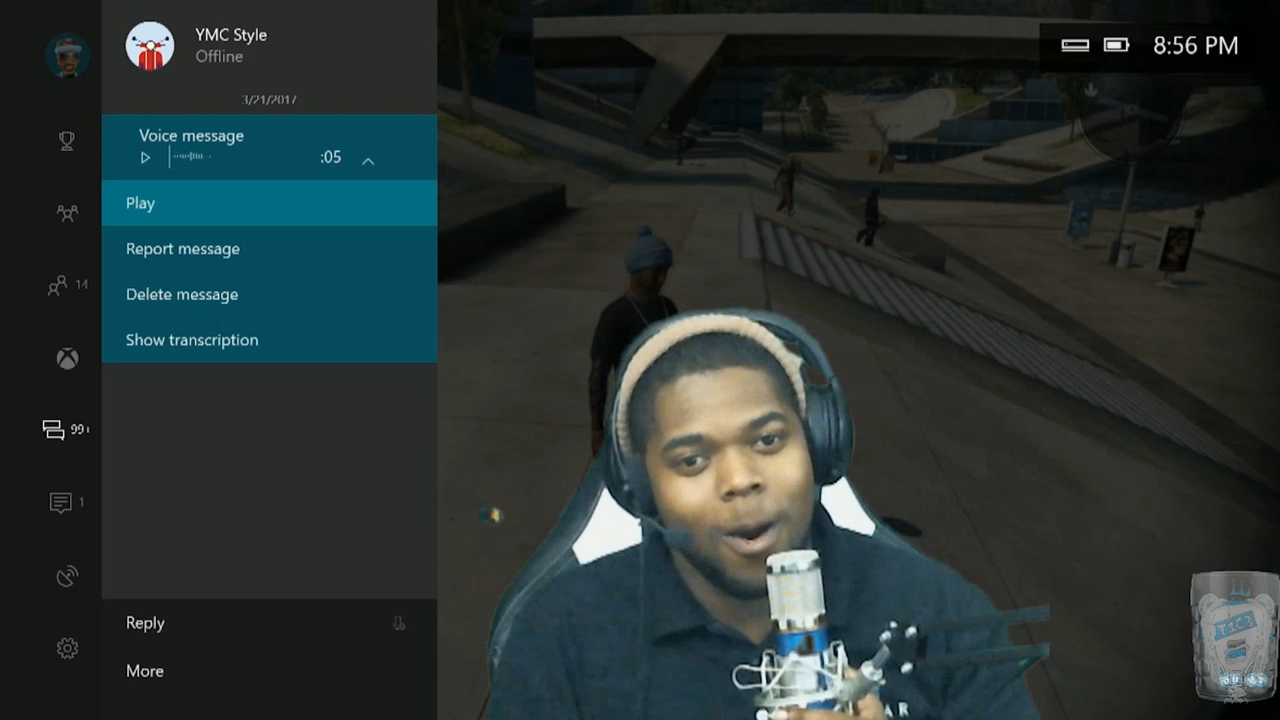 YMC Style
Offline
8:56 PM
3/21/2017
Voice message
:05
Play
Report message
Delete message
14
Show transcription
99+
1
Reply
More